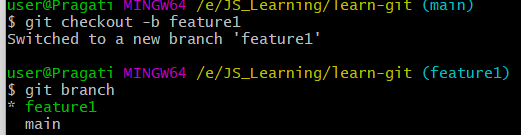 user@Pragati MINGW64 /e/JS_Learning/learn-git (main)
$ git checkout -b feature1
Switched to a new branch 'feature1'
user@Pragati MINGW64 /e/JS_Learning/learn-git (feature1)
$ git branch
* feature1
  main